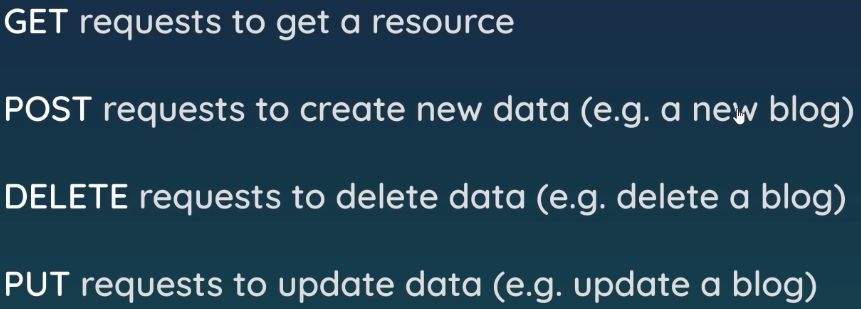 GET requests to get a resource
POST requests to create new data (e.g. a new blog)
DELETE requests to delete data (e.g. delete a blog)
PUT requests to update data (e.g. update a blog)